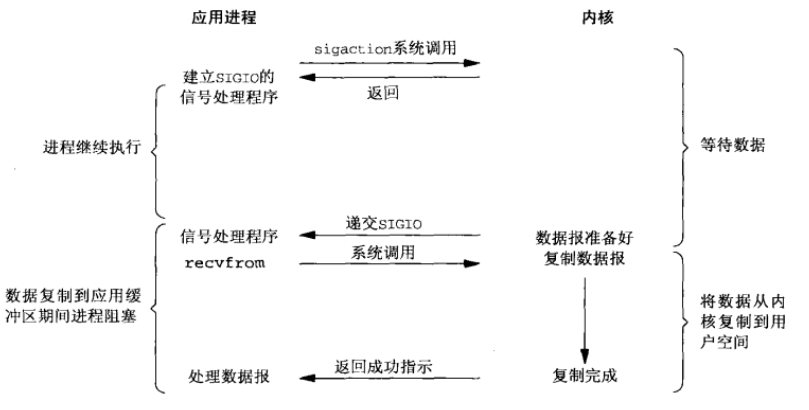 应用进程
内核
sigaction系统调用
建立SIGIO的
信号处理程序
返回
进程继续执行
等待数据
递交SIGIO
信号处理程序
数据报准备好
系统调用
recvfrom
复制数据报
数据复制到应用缓
冲区期间进程阻塞
将数据从内
核复制到用
户空间
返回成功指示
处理数据报
复制完成